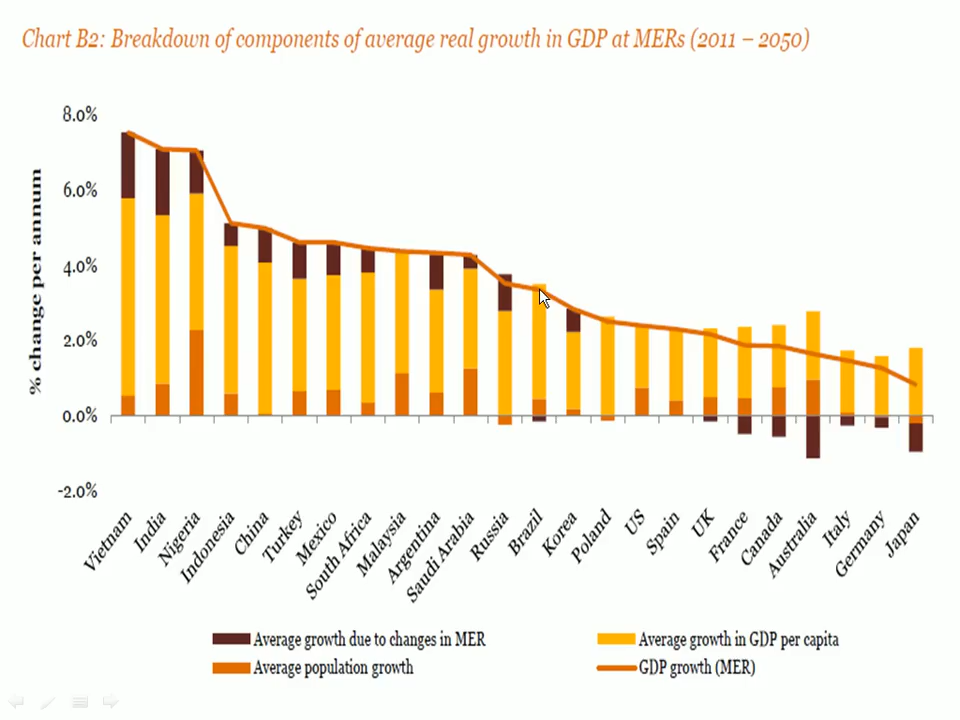 Chart B2: Breakdown of components of average real growth in GDP at MERs (2011 – 2050)
% change per annum
8.0%
6.0%
4.0%
2.0%
0.0%
-2.0%
Vietnam
India
Nigeria
Indonesia
China
Turkey
Mexico
South Africa
Malaysia
Argentina
Saudi Arabia
Russia
Brazil
Korea
Poland
US
Spain
UK
France
Canada
Australia
Italy
Germany
Japan
Average growth due to changes in MER
Average growth in GDP per capita
Average population growth
GDP growth (MER)